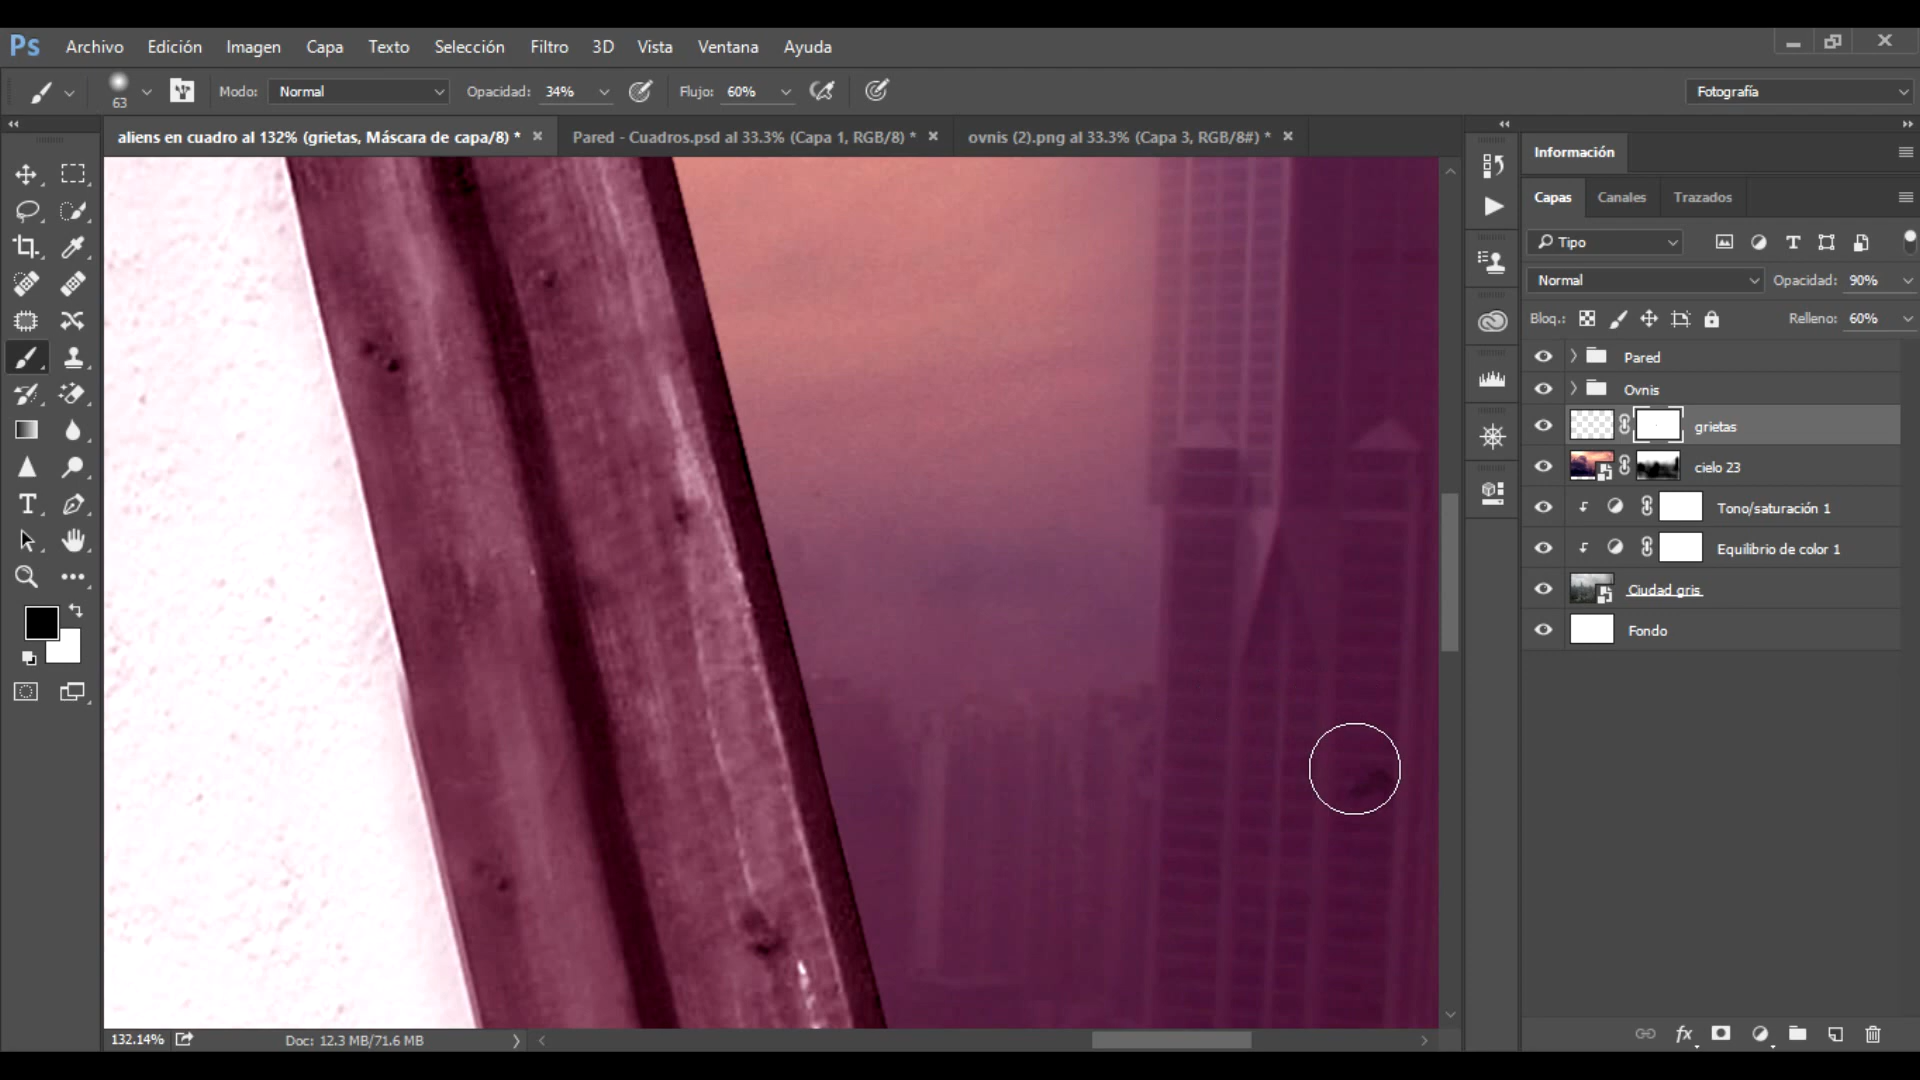 Ps Archivo Edición Imagen Capa Texto Selección Filtro 3D Vista Ventana Ayuda
63 Modo: Normal Opacidad: 34% Flujo: 60% Fotografía
aliens en cuadro al 132% (grietas, Máscara de capa/8) * Pared - Cuadros.psd al 33.3% (Capa 1, RGB/8) * ovnis (2).png al 33.3% (Capa 3, RGB/8#) *
Información
Capas Canales Trazados
Tipo
Normal Opacidad: 90%
Bloq.: Relleno: 60%
Pared
Ovnis
grietas
cielo 23
Tono/saturación 1
Equilibrio de color 1
Ciudad gris
Fondo
132.14% Doc: 12.3 MB/71.6 MB
fx